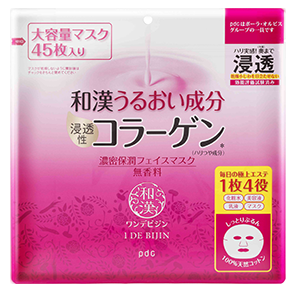 大容量マスク
45枚入り
pdcはポーラ・オルビス
グループの一員です
ハリ実感!奥まで
浸透
和漢うるおい成分
浸透性
コラーゲン
(ハリツヤ成分)
濃密保潤フェイスマスク
無香料
和漢
ワンデビジン
1 DE BIJIN
pdc
毎日の極上エステ
1枚4役
化粧水 美容液
乳液 マスク
しっとりぷるん
100%天然コットン